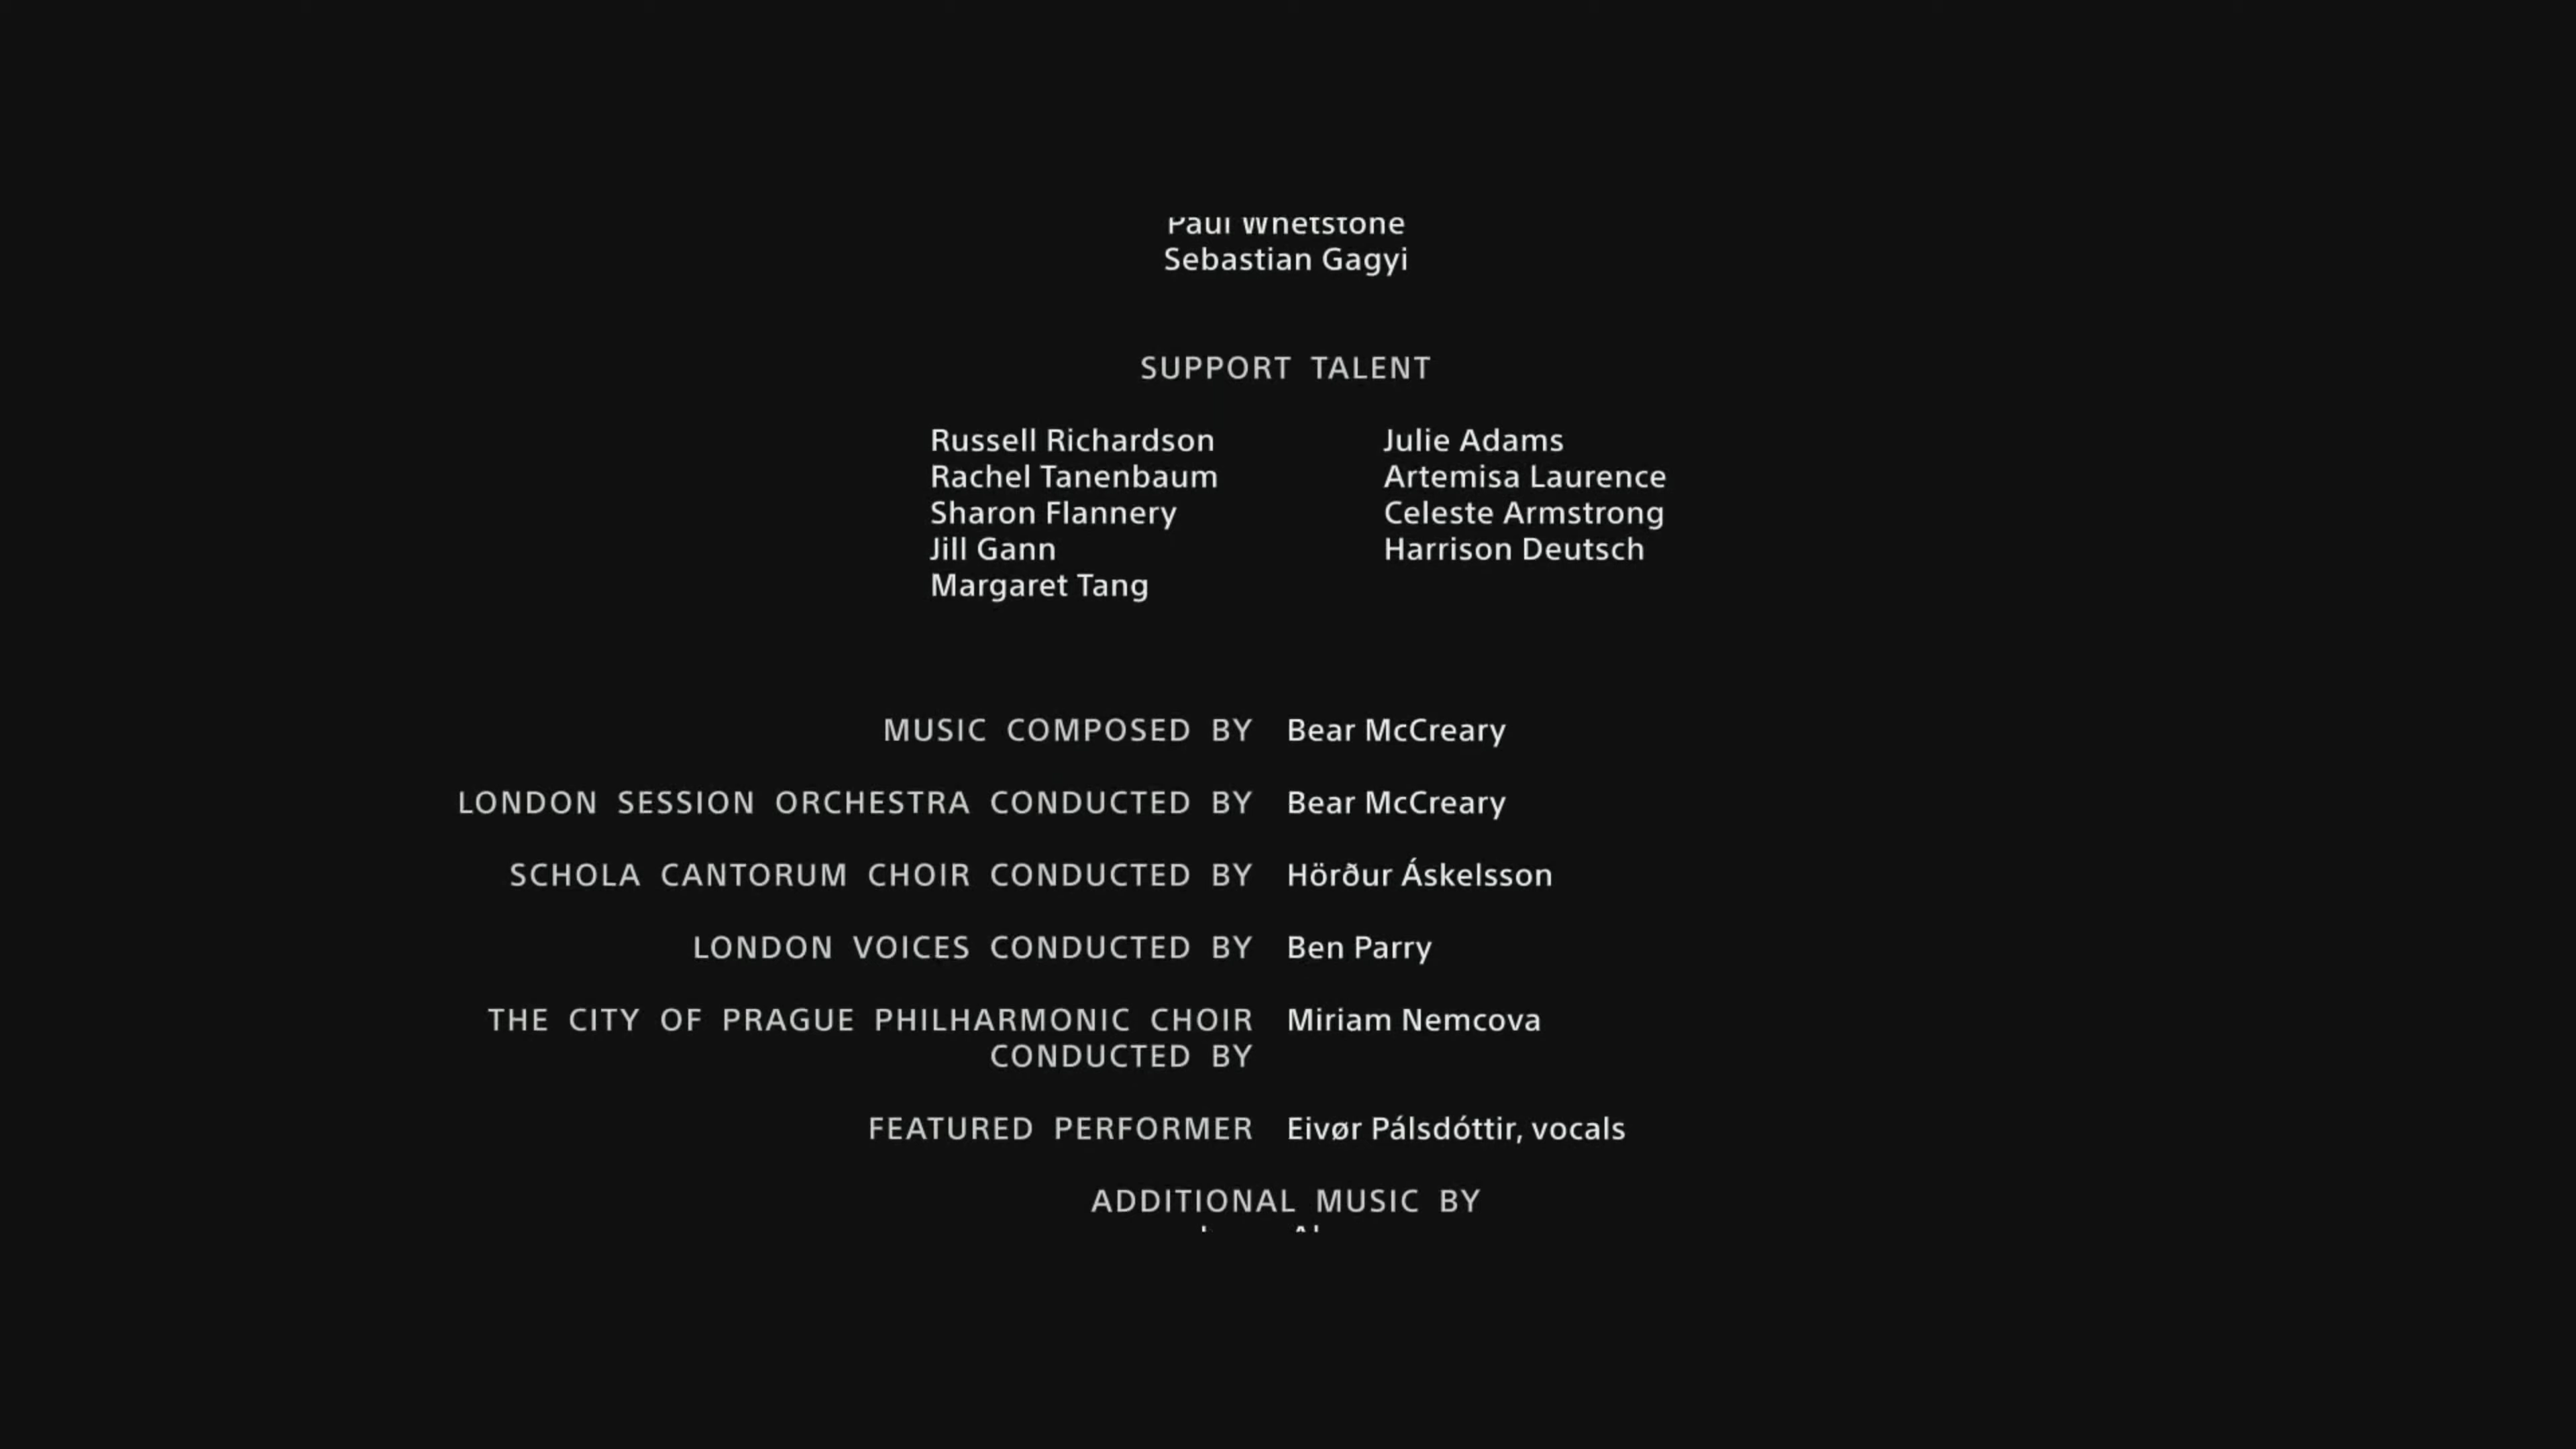 Paul Whetstone
Sebastian Gagyi
SUPPORT TALENT
Russell Richardson
Rachel Tanenbaum
Sharon Flannery
Jill Gann
Margaret Tang
Julie Adams
Artemisa Laurence
Celeste Armstrong
Harrison Deutsch
MUSIC COMPOSED BY Bear McCreary
LONDON SESSION ORCHESTRA CONDUCTED BY Bear McCreary
SCHOLA CANTORUM CHOIR CONDUCTED BY Hörður Áskelsson
LONDON VOICES CONDUCTED BY Ben Parry
THE CITY OF PRAGUE PHILHARMONIC CHOIR Miriam Nemcova
CONDUCTED BY
FEATURED PERFORMER Eivør Pálsdóttir, vocals
ADDITIONAL MUSIC BY